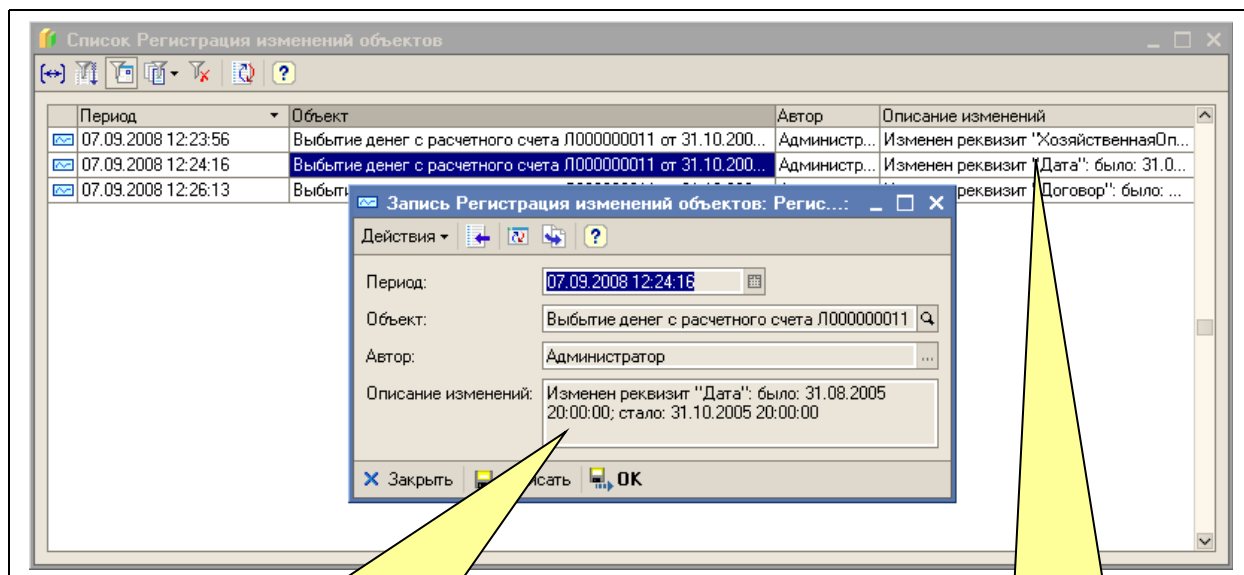 Список Регистрация изменений объектов
Период Объект Автор Описание изменений
07.09.2008 12:23:56 Выбытие денег с расчетного счета Л000000011 от 31.10.200... Администр... Изменен реквизит "ХозяйственнаяОп...
07.09.2008 12:24:16 Выбытие денег с расчетного счета Л000000011 от 31.10.200... Администр... Изменен реквизит "Дата": было: 31.0...
07.09.2008 12:26:13 Выбыти реквизит "Договор": было: ...
Запись Регистрация изменений объектов: Регис...:
Действия
Период: 07.09.2008 12:24:16
Объект: Выбытие денег с расчетного счета Л000000011
Автор: Администратор
Описание изменений: Изменен реквизит "Дата": было: 31.08.2005
20:00:00; стало: 31.10.2005 20:00:00
Закрыть OK